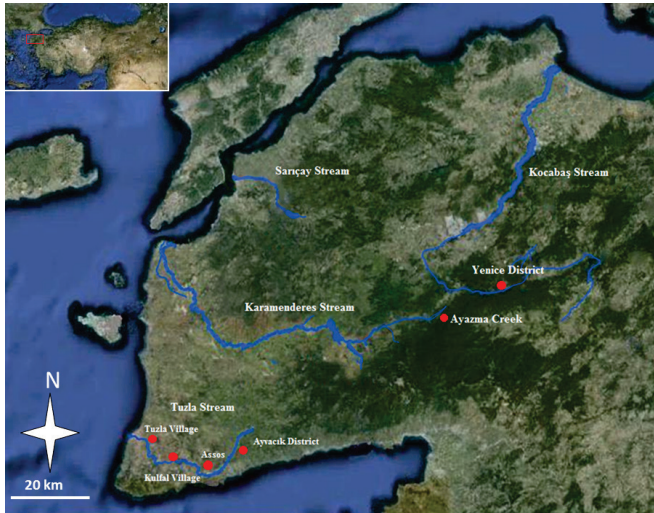 Sarıçay Stream
Kocabaş Stream
Yenice District
Karamenderes Stream
Ayazma Creek
N
Tuzla Stream
Tuzla Village
Ayvacık District
Assos
Kulfal Village
20 km